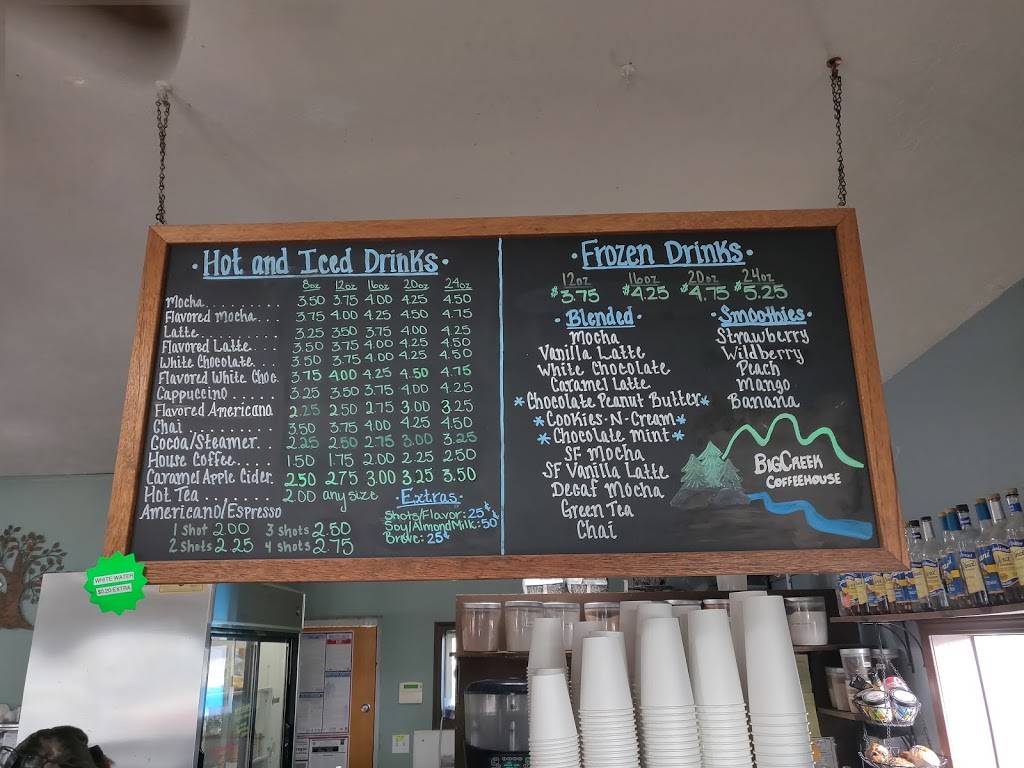 · Hot and Iced Drinks ·
8oz 12oz 16oz 20oz 24oz
Mocha.......... 3.50 3.75 4.00 4.25 4.50
Flavored Mocha... 3.75 4.00 4.25 4.50 4.75
Latte.......... 3.25 3.50 3.75 4.00 4.25
Flavored Latte.... 3.50 3.75 4.00 4.25 4.50
White Chocolate.... 3.50 3.75 4.00 4.25 4.50
Flavored White Choc. 3.75 4.00 4.25 4.50 4.75
Cappuccino...... 3.25 3.50 3.75 4.00 4.25
Flavored Americano 2.25 2.50 2.75 3.00 3.25
Chai.......... 3.50 3.75 4.00 4.25 4.50
Cocoa/Steamer.. 2.25 2.50 2.75 3.00 3.25
House Coffee..... 1.50 1.75 2.00 2.25 2.50
Caramel Apple Cider. 2.50 2.75 3.00 3.25 3.50
Hot Tea........ 2.00 any size
Americano/Espresso
1 Shot 2.00 3 Shots 2.50
2 Shots 2.25 4 Shots 2.75
· Extras ·
Shots/Flavor: 25¢
Soy/Almond Milk: 50¢
Breve: 25¢
· Frozen Drinks ·
12oz 16oz 20oz 24oz
$3.75 $4.25 $4.75 $5.25
· Blended ·
Mocha
Vanilla Latte
White Chocolate
Caramel Latte
*Chocolate Peanut Butter*
*Cookies-N-Cream*
*Chocolate Mint*
SF Mocha
SF Vanilla Latte
Decaf Mocha
Green Tea
Chai
· Smoothies ·
Strawberry
Wildberry
Peach
Mango
Banana
BigCreek
Coffeehouse
WHITE WATER
$0.20 EXTRA